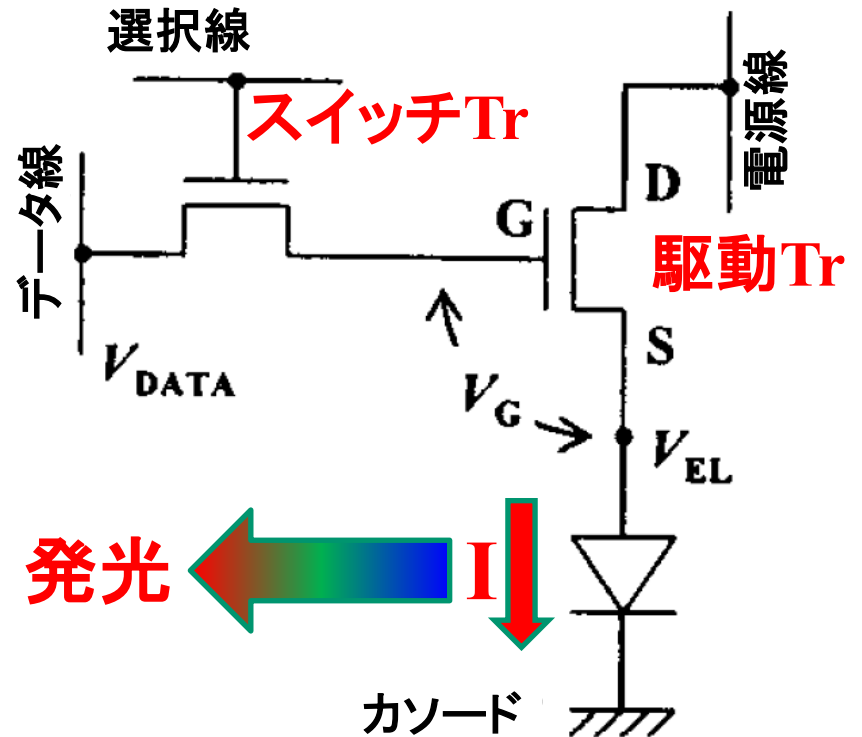 選択線
スイッチTr
データ線
電源線
G
D
駆動Tr
S
VDATA
VG
VEL
発光
I
カソード